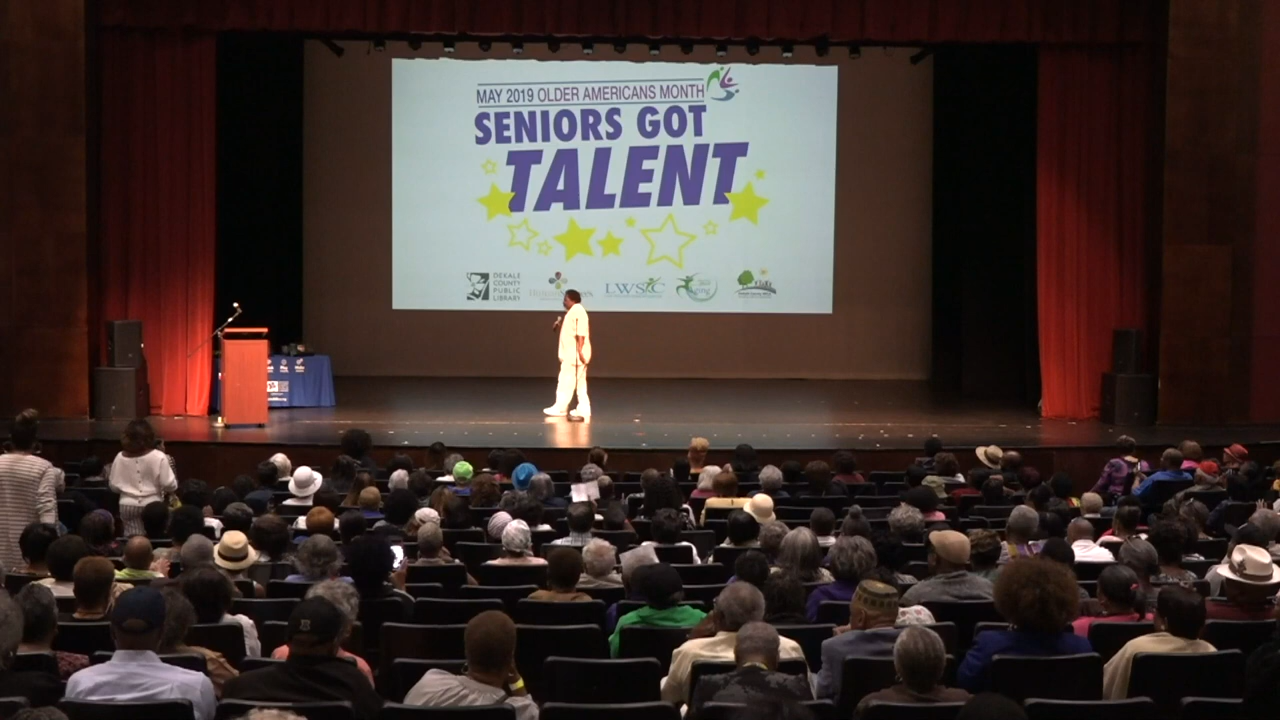 MAY 2019 OLDER AMERICANS MONTH
SENIORS GOT
TALENT
DEKALB
COUNTY
PUBLIC
LIBRARY
LWSC